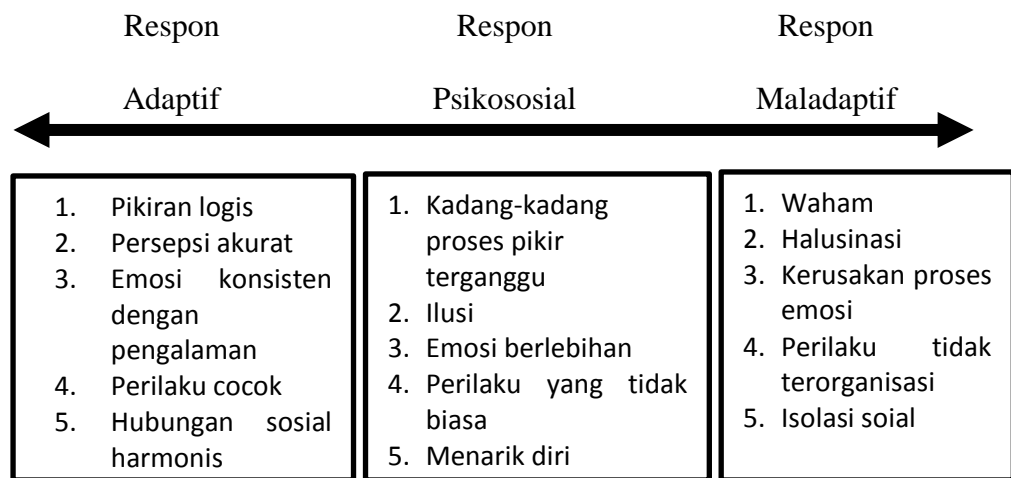 Respon Respon Respon
Adaptif Psikososial Maladaptif
1. Pikiran logis
2. Persepsi akurat
3. Emosi konsisten
dengan
pengalaman
4. Perilaku cocok
5. Hubungan sosial
harmonis
1. Kadang-kadang
proses pikir
terganggu
2. Ilusi
3. Emosi berlebihan
4. Perilaku yang tidak
biasa
5. Menarik diri
1. Waham
2. Halusinasi
3. Kerusakan proses
emosi
4. Perilaku tidak
terorganisasi
5. Isolasi soial